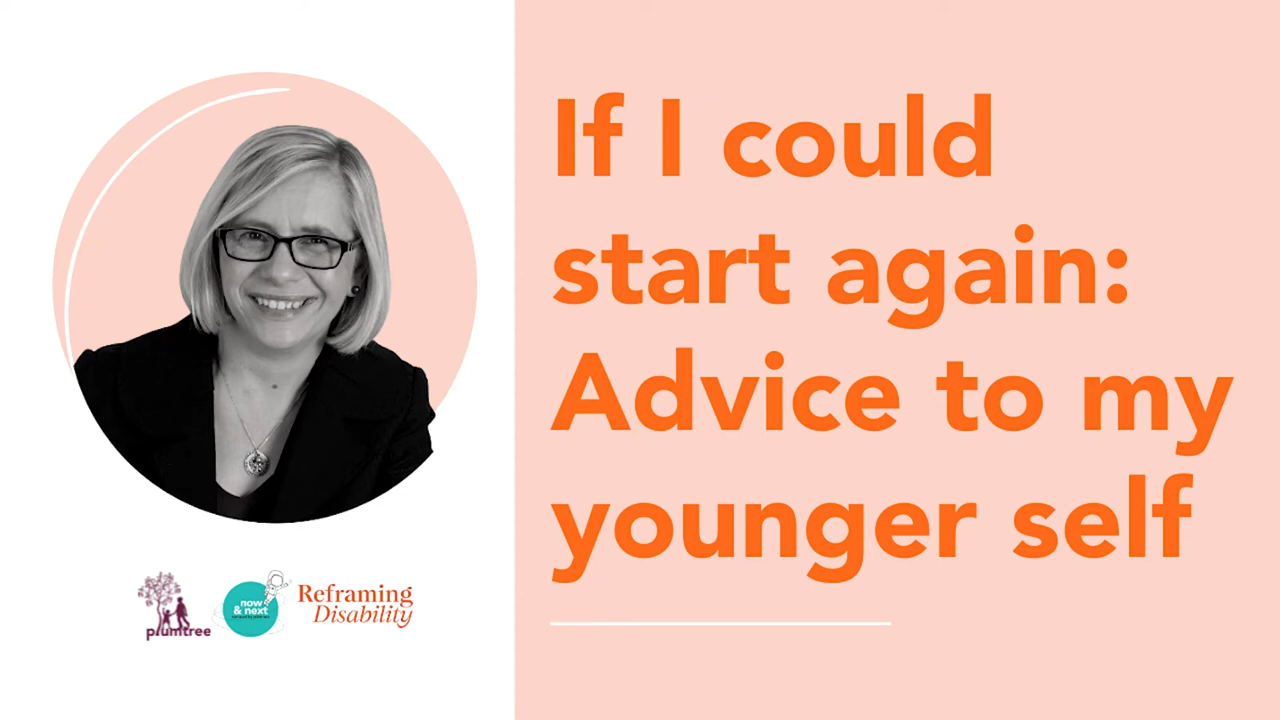 If I could
start again:
Advice to my
younger self
plumtree
now
& next
Reframing
Disability